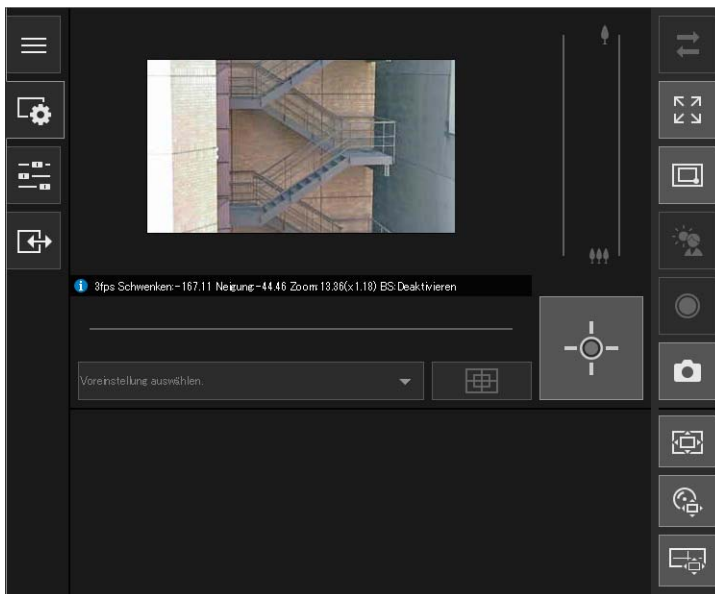 3fps Schwenken:-167.11 Neigung:-44.46 Zoom: 13.36(x1.18) BS:Deaktivieren
Voreinstellung auswählen.